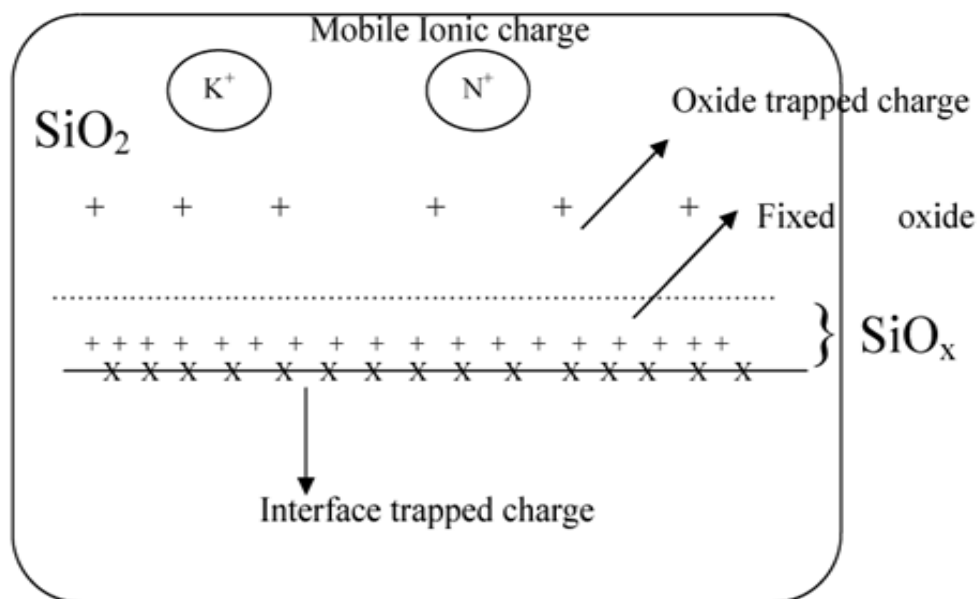 Mobile Ionic charge
K⁺
N⁺
Oxide trapped charge
SiO₂
+ + + + + +
Fixed oxide
+ + + + + + + + + + + + + + + + +
} SiOₓ
X X X X X X X X X X X X X X
Interface trapped charge